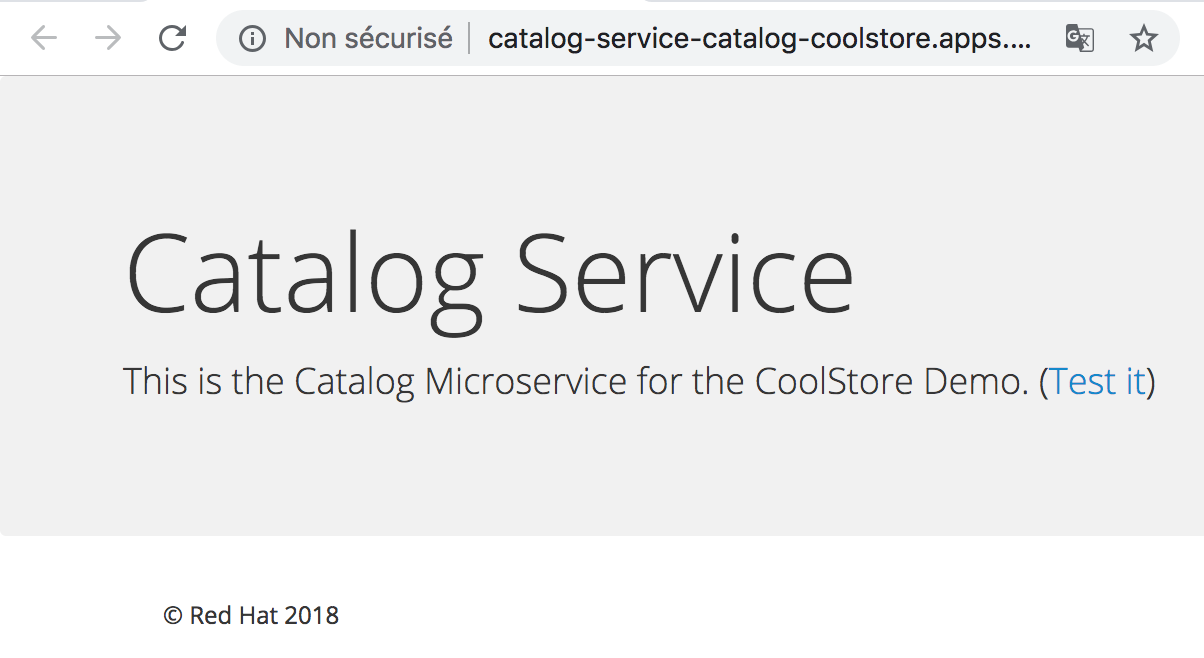 Non sécurisé catalog-service-catalog-coolstore.apps....
Catalog Service
This is the Catalog Microservice for the CoolStore Demo. (Test it)
© Red Hat 2018